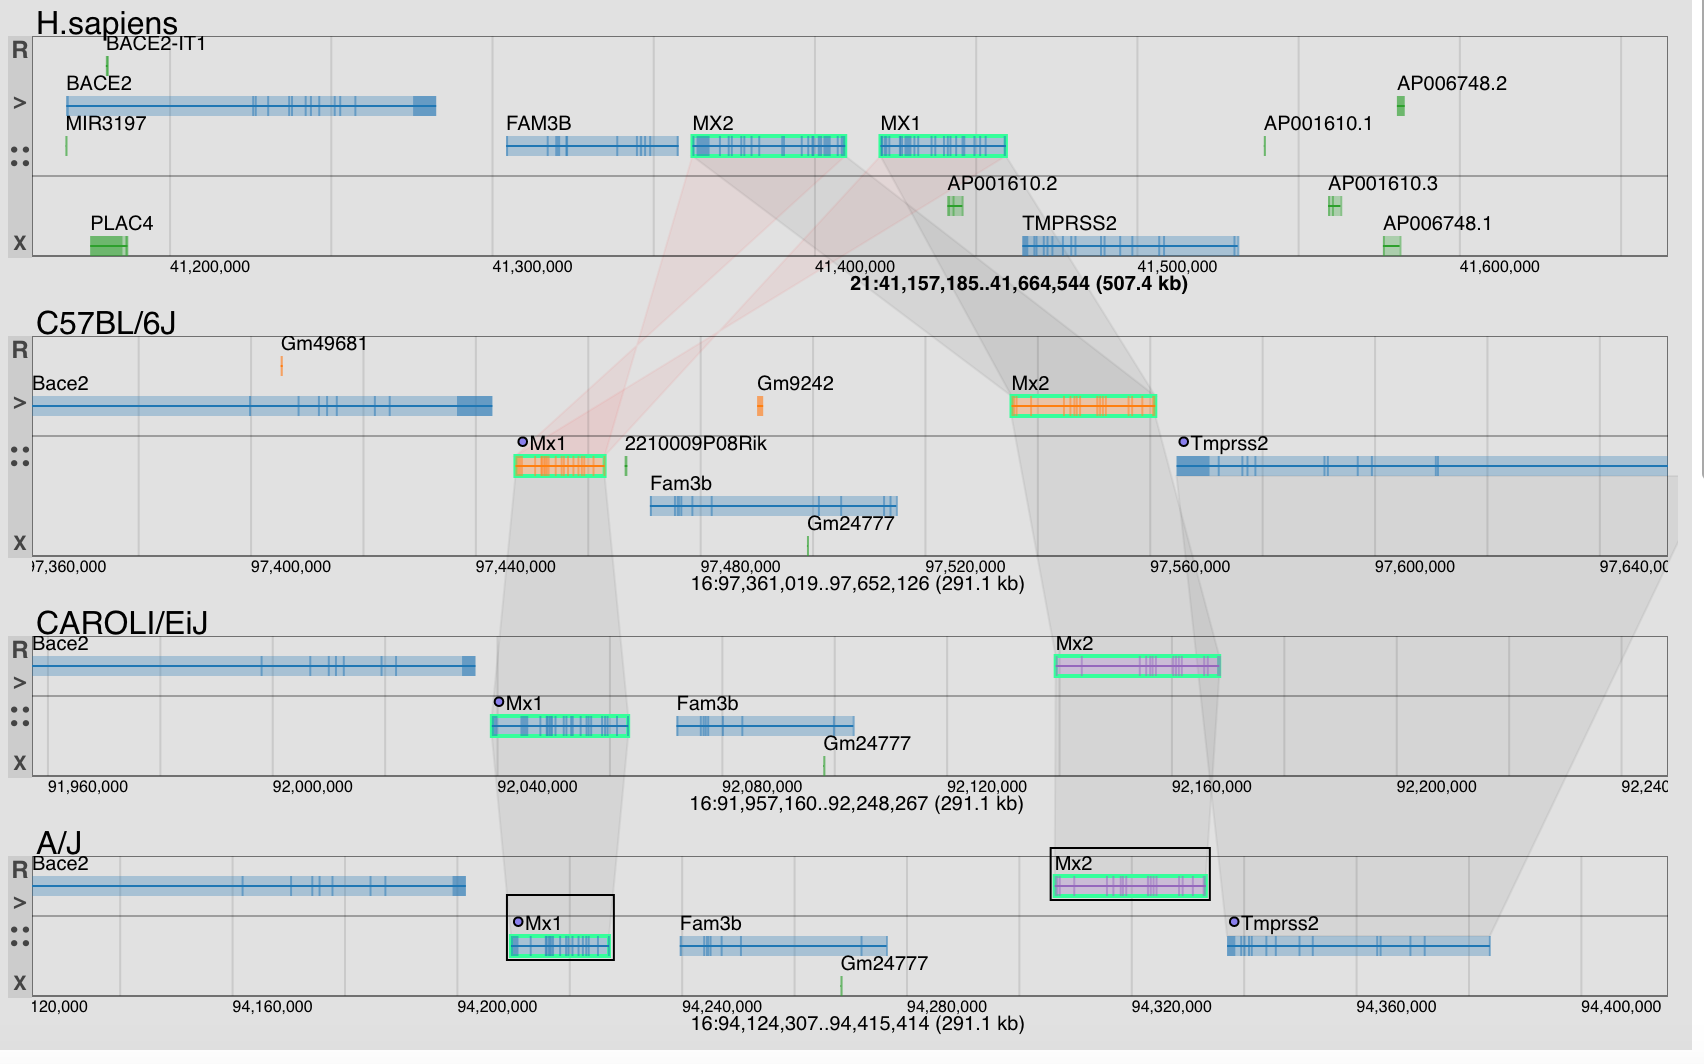 H.sapiens
R
BACE2-IT1
BACE2
AP006748.2
>
MIR3197
FAM3B
MX2
MX1
AP001610.1
AP001610.2
AP001610.3
PLAC4
TMPRSS2
AP006748.1
X
41,200,000
41,300,000
41,400,000
41,500,000
41,600,000
21:41,157,185..41,664,544 (507.4 kb)
C57BL/6J
R
Gm49681
Bace2
Gm9242
Mx2
>
Mx1
2210009P08Rik
Tmprss2
Fam3b
Gm24777
X
97,360,000
97,400,000
97,440,000
97,480,000
97,520,000
97,560,000
97,600,000
97,640,0
16:97,361,019..97,652,126 (291.1 kb)
CAROLI/EiJ
R
Bace2
Mx2
>
Mx1
Fam3b
Gm24777
X
91,960,000
92,000,000
92,040,000
92,080,000
92,120,000
92,160,000
92,200,000
92,240
16:91,957,160..92,248,267 (291.1 kb)
A/J
R
Bace2
Mx2
>
Mx1
Fam3b
Tmprss2
Gm24777
X
120,000
94,160,000
94,200,000
94,240,000
94,280,000
94,320,000
94,360,000
94,400,000
16:94,124,307..94,415,414 (291.1 kb)